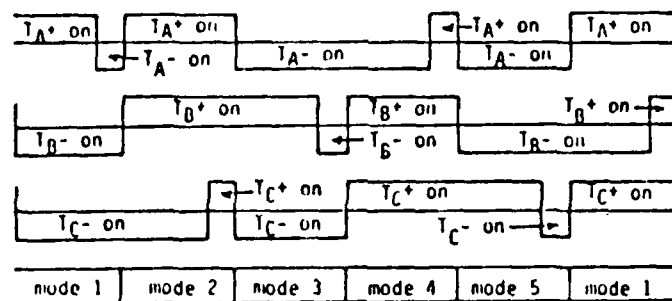 T_A+ on T_A+ on T_A+ on T_A+ on
T_A- on T_A- on T_A- on
T_B+ on T_B+ on T_B+ on
T_B- on T_B- on T_B- on
T_C+ on T_C+ on T_C+ on
T_C- on T_C- on T_C- on
mode 1 mode 2 mode 3 mode 4 mode 5 mode 1